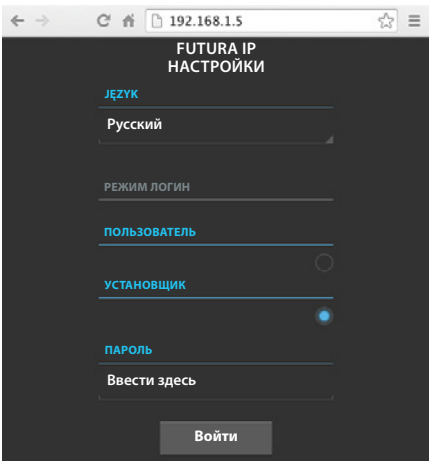 192.168.1.5
FUTURA IP
НАСТРОЙКИ
JĘZYK
Русский
РЕЖИМ ЛОГИН
ПОЛЬЗОВАТЕЛЬ
УСТАНОВЩИК
ПАРОЛЬ
Ввести здесь
Войти